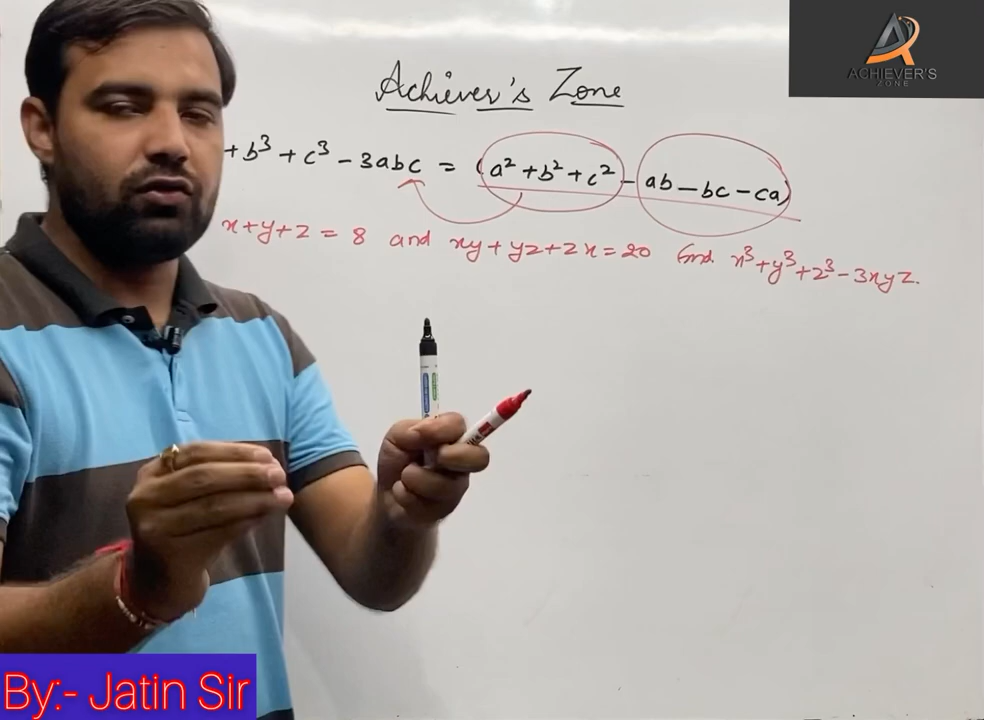 Achiever's Zone
ACHIEVER'S
ZONE
+ b³ + c³ - 3abc = (a² + b² + c² - ab - bc - ca)
x+y+z = 8 and xy+yz+zx=20 find x³+y³+z³-3xyz.
By:- Jatin Sir